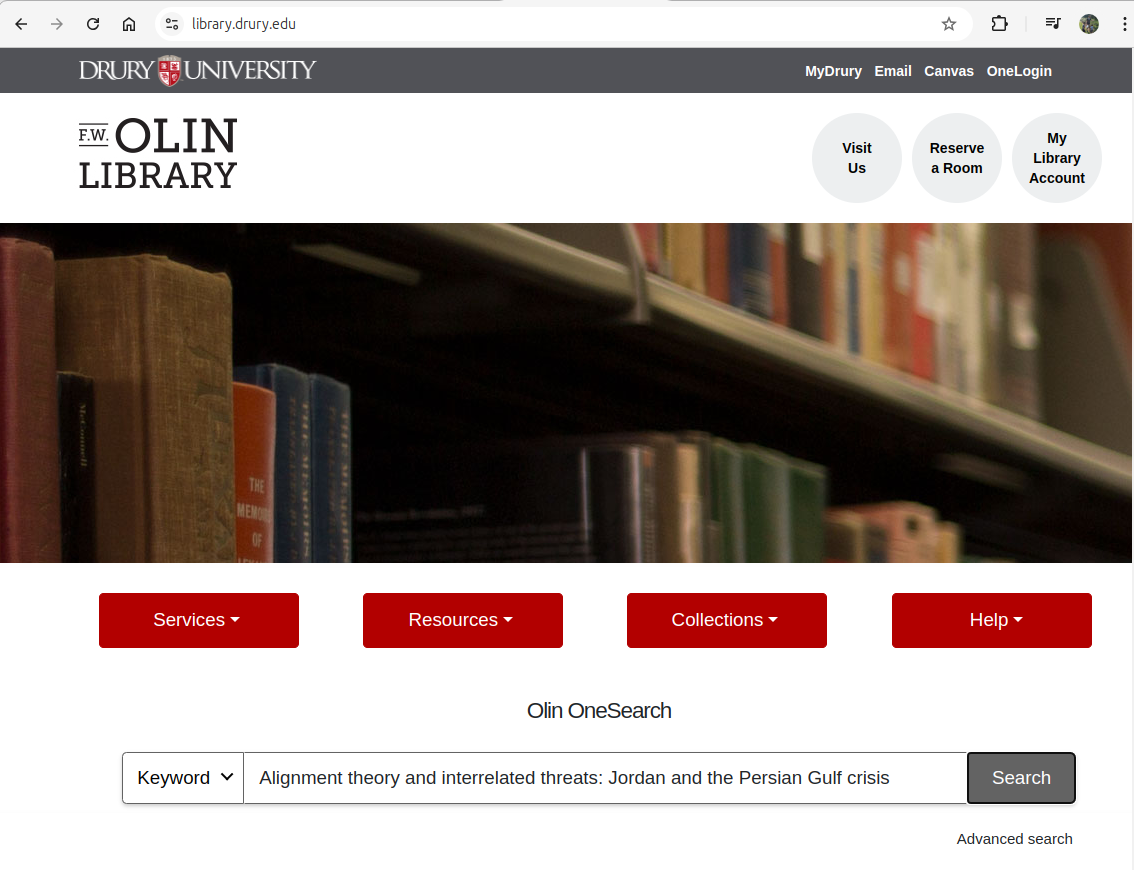 library.drury.edu
DRURY UNIVERSITY
MyDrury Email Canvas OneLogin
F.W. OLIN
LIBRARY
Visit
Us
Reserve
a Room
My
Library
Account
THE
OF
Services
Resources
Collections
Help
Olin OneSearch
Keyword
Alignment theory and interrelated threats: Jordan and the Persian Gulf crisis
Search
Advanced search